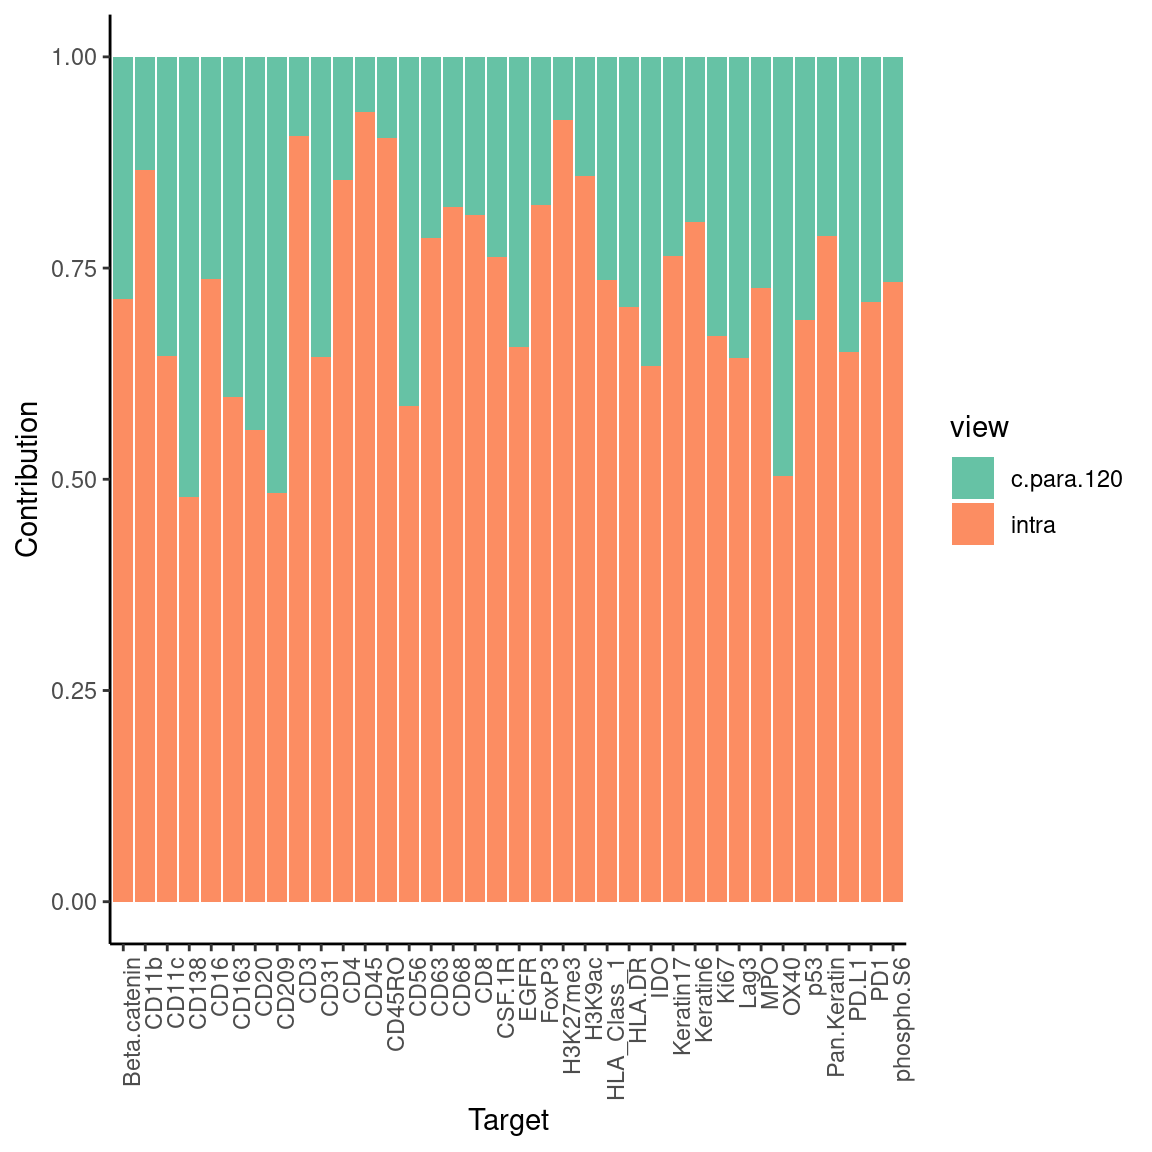 1.00
0.75
0.50
0.25
0.00
Contribution
Beta.catenin
CD11b
CD11c
CD138
CD16
CD163
CD20
CD209
CD3
CD31
CD4
CD45
CD45RO
CD56
CD63
CD68
CD8
CSF.1R
EGFR
FoxP3
H3K27me3
H3K9ac
HLA_Class_1
HLA.DR
IDO
Keratin17
Keratin6
Ki67
Lag3
MPO
OX40
p53
Pan.Keratin
PD.L1
PD1
phospho.S6
Target
view
c.para.120
intra